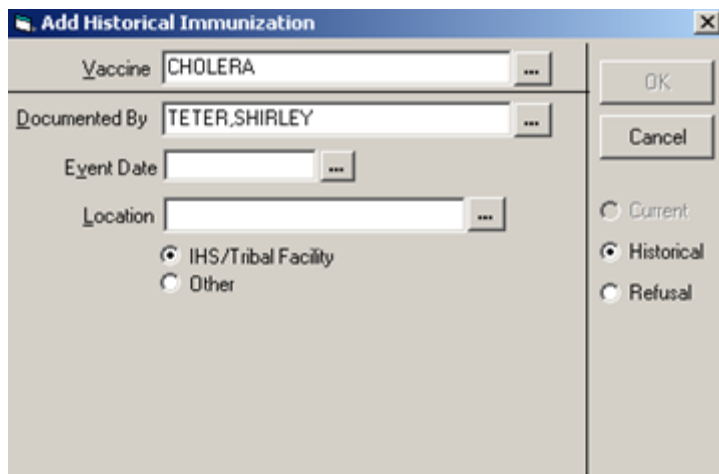 Add Historical Immunization
Vaccine CHOLERA ...
OK
Documented By TETER,SHIRLEY ...
Cancel
Event Date ...
Location ...
Current
IHS/Tribal Facility
Historical
Other
Refusal